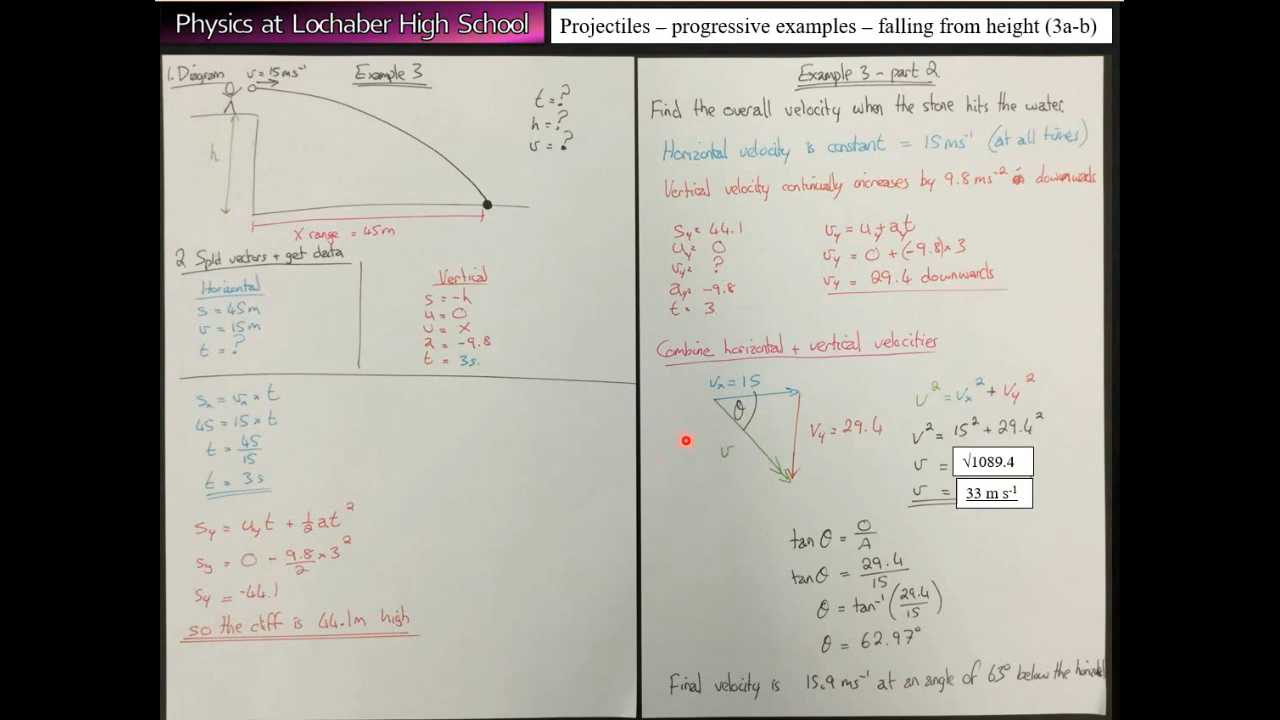 Physics at Lochaber High School
Projectiles – progressive examples – falling from height (3a-b)
1. Diagram
v = 15ms⁻¹
Example 3
t = ?
h = ?
v = ?
h
X range = 45m
2 Split vectors + get data
Horizontal
s = 45m
v = 15m
t = ?
Vertical
s = -h
u = 0
v = X
a = -9.8
t = 3s.
Sx = vx × t
45 = 15 × t
t = 45/15
t = 3s
Sy = uyt + ½at²
Sy = 0 - 9.8/2 × 3²
Sy = -44.1
so the cliff is 44.1m high
Example 3 - part 2
Find the overall velocity when the stone hits the water.
Horizontal velocity is constant = 15ms⁻¹ (at all times)
Vertical velocity continually increases by 9.8ms⁻² downwards
Sy = 44.1
uy = 0
vy = ?
ay = -9.8
t = 3
vy = uy + ayt
vy = 0 + (-9.8) × 3
vy = 29.4 downwards
Combine horizontal + vertical velocities
vx = 15
θ
v
Vy = 29.4
v² = vx² + vy²
v² = 15² + 29.4²
v = √1089.4
v = 33 m s⁻¹
tan θ = O/A
tan θ = 29.4/15
θ = tan⁻¹(29.4/15)
θ = 62.97°
Final velocity is 15.9ms⁻¹ at an angle of 63° below the horizontal